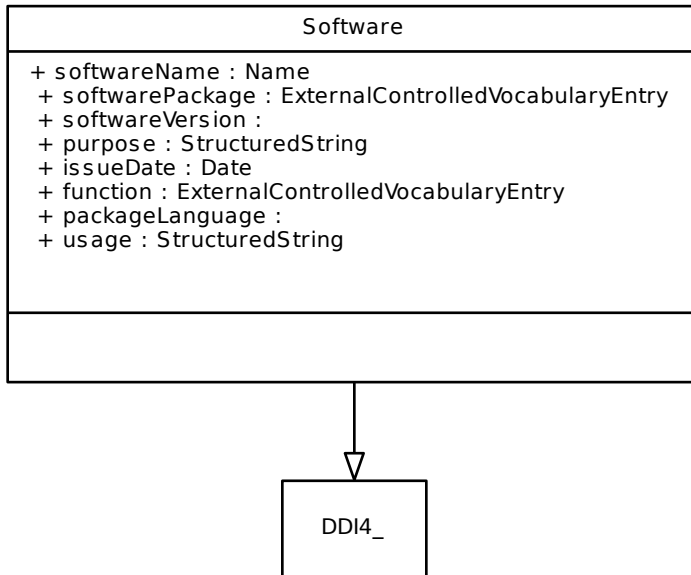 Software
+ softwareName : Name
+ softwarePackage : ExternalControlledVocabularyEntry
+ softwareVersion :
+ purpose : StructuredString
+ issueDate : Date
+ function : ExternalControlledVocabularyEntry
+ packageLanguage :
+ usage : StructuredString
DDI4_